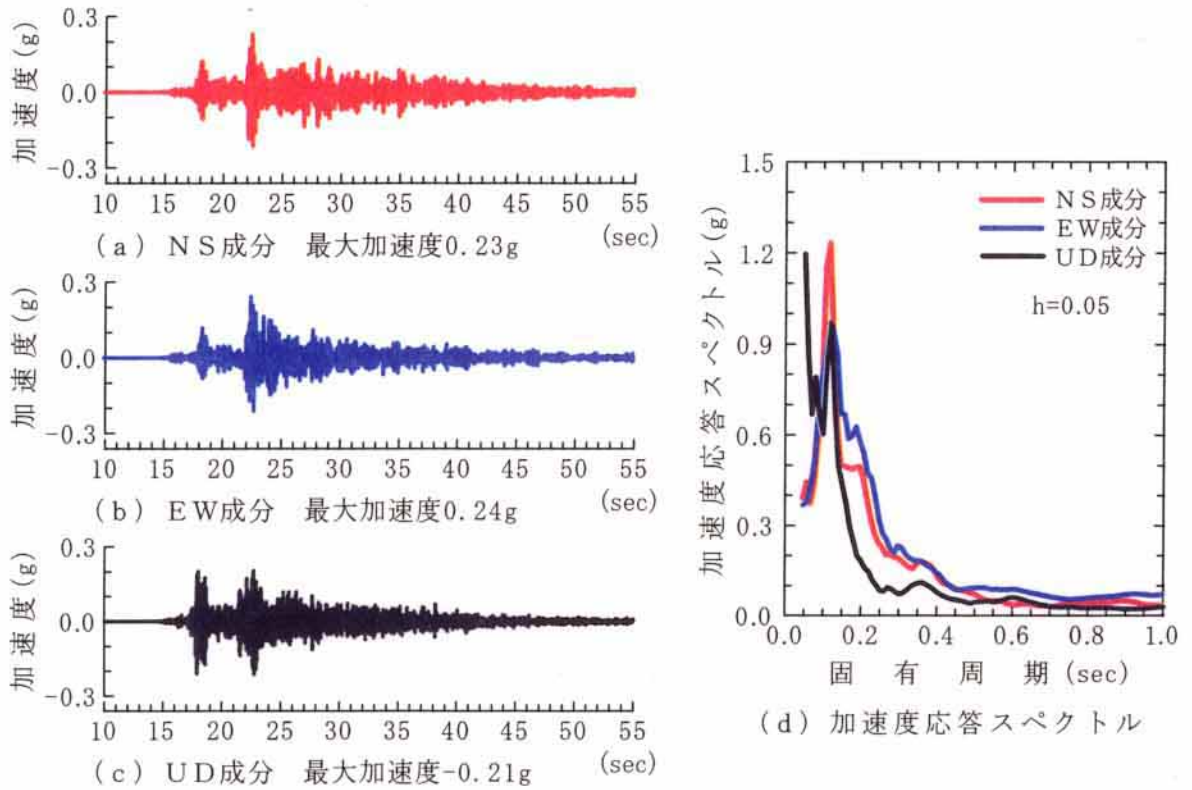 加速度(g)
0.3
0.0
-0.3
10 15 20 25 30 35 40 45 50 55
(sec)
(a) NS成分 最大加速度0.23g
加速度(g)
0.3
0.0
-0.3
10 15 20 25 30 35 40 45 50 55
(sec)
(b) EW成分 最大加速度0.24g
加速度(g)
0.3
0.0
-0.3
10 15 20 25 30 35 40 45 50 55
(sec)
(c) UD成分 最大加速度-0.21g
加速度応答スペクトル(g)
1.5
1.2
0.9
0.6
0.3
0.0
NS成分
EW成分
UD成分
h=0.05
0.0 0.2 0.4 0.6 0.8 1.0
固有周期(sec)
(d) 加速度応答スペクトル